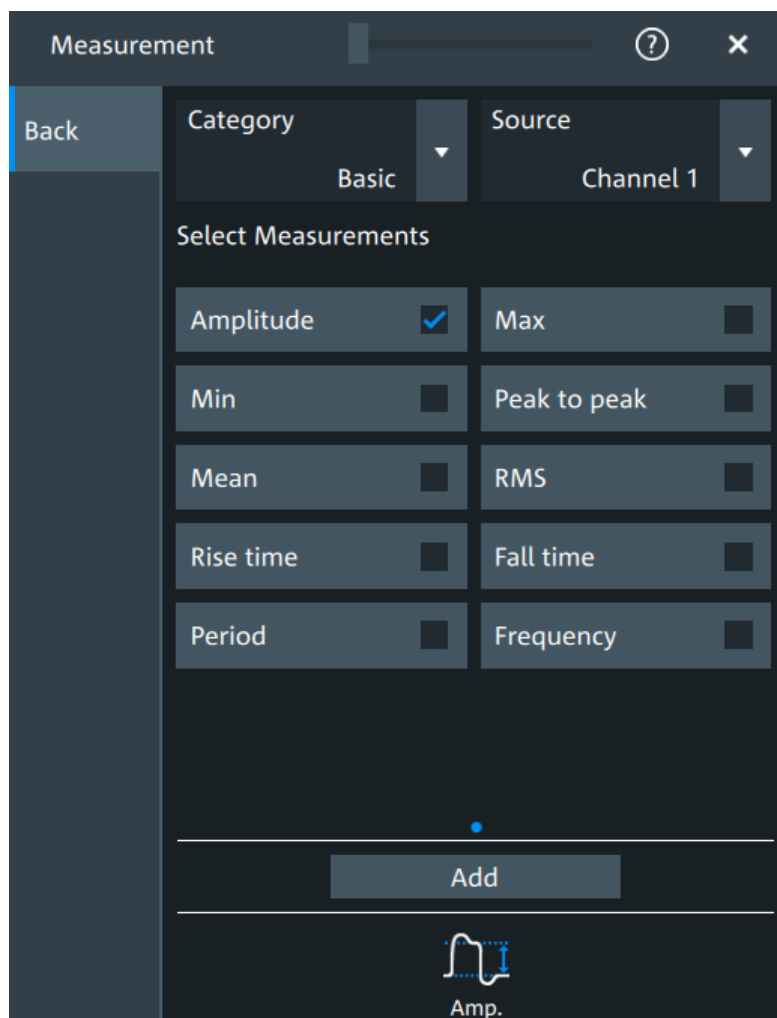 Measurement
?
Back
Category
Source
Basic
Channel 1
Select Measurements
Amplitude
Max
Min
Peak to peak
Mean
RMS
Rise time
Fall time
Period
Frequency
Add
Amp.